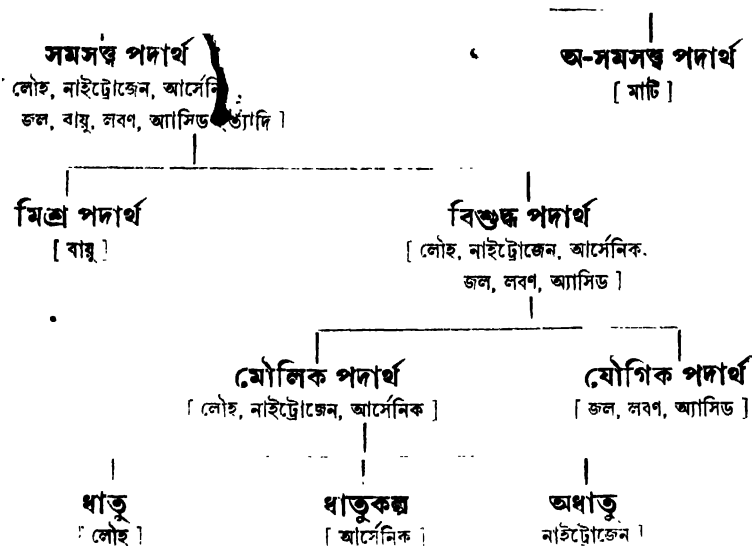 সমসত্ত্ব পদার্থ
অ-সমসত্ত্ব পদার্থ
[ লৌহ, নাইট্রোজেন, আর্সেনি
[ মাটি ]
জল, বায়ু, লবণ, অ্যাসিড ইত্যাদি ]
মিশ্র পদার্থ
বিশুদ্ধ পদার্থ
[ বায়ু ]
[ লৌহ, নাইট্রোজেন, আর্সেনিক.
জল, লবণ, অ্যাসিড ]
মৌলিক পদার্থ
যৌগিক পদার্থ
[ লৌহ, নাইট্রোজেন, আর্সেনিক ]
[ জল, লবণ, অ্যাসিড ]
ধাতু
ধাতুকল্প
অধাতু
[ লৌহ ]
[ আর্সেনিক ]
নাইট্রোজেন ]